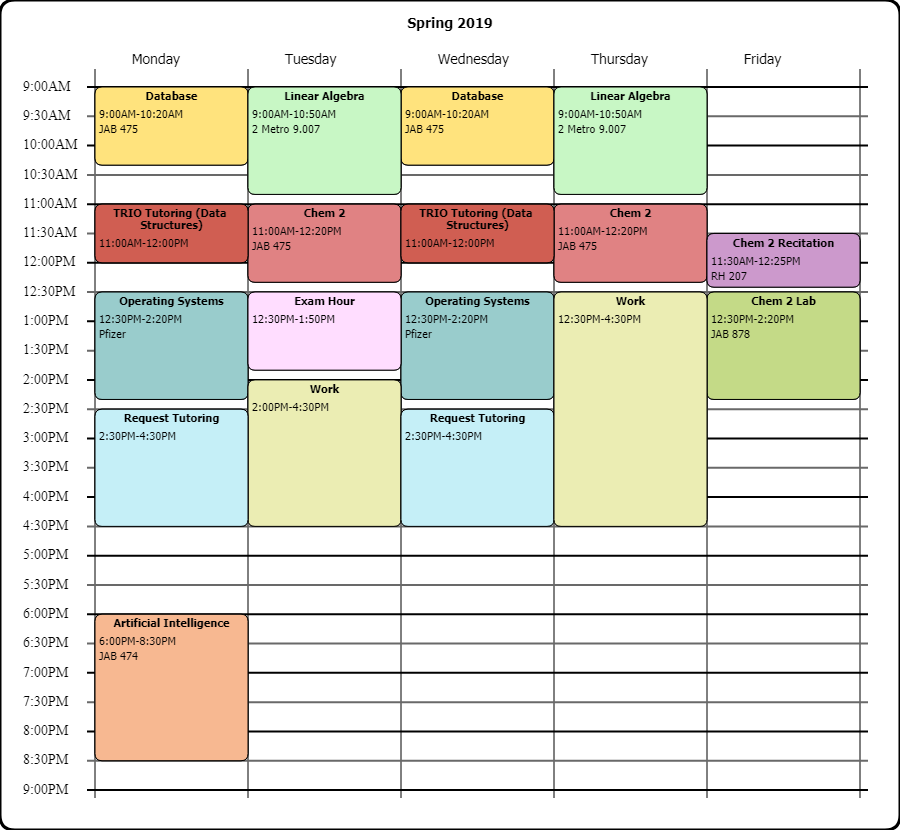 Spring 2019
Monday Tuesday Wednesday Thursday Friday
9:00AM
9:30AM
10:00AM
10:30AM
11:00AM
11:30AM
12:00PM
12:30PM
1:00PM
1:30PM
2:00PM
2:30PM
3:00PM
3:30PM
4:00PM
4:30PM
5:00PM
5:30PM
6:00PM
6:30PM
7:00PM
7:30PM
8:00PM
8:30PM
9:00PM
Database
9:00AM-10:20AM
JAB 475
TRIO Tutoring (Data
Structures)
11:00AM-12:00PM
Operating Systems
12:30PM-2:20PM
Pfizer
Request Tutoring
2:30PM-4:30PM
Artificial Intelligence
6:00PM-8:30PM
JAB 474
Linear Algebra
9:00AM-10:50AM
2 Metro 9.007
Chem 2
11:00AM-12:20PM
JAB 475
Exam Hour
12:30PM-1:50PM
Work
2:00PM-4:30PM
Database
9:00AM-10:20AM
JAB 475
TRIO Tutoring (Data
Structures)
11:00AM-12:00PM
Operating Systems
12:30PM-2:20PM
Pfizer
Request Tutoring
2:30PM-4:30PM
Linear Algebra
9:00AM-10:50AM
2 Metro 9.007
Chem 2
11:00AM-12:20PM
JAB 475
Work
12:30PM-4:30PM
Chem 2 Recitation
11:30AM-12:25PM
RH 207
Chem 2 Lab
12:30PM-2:20PM
JAB 878